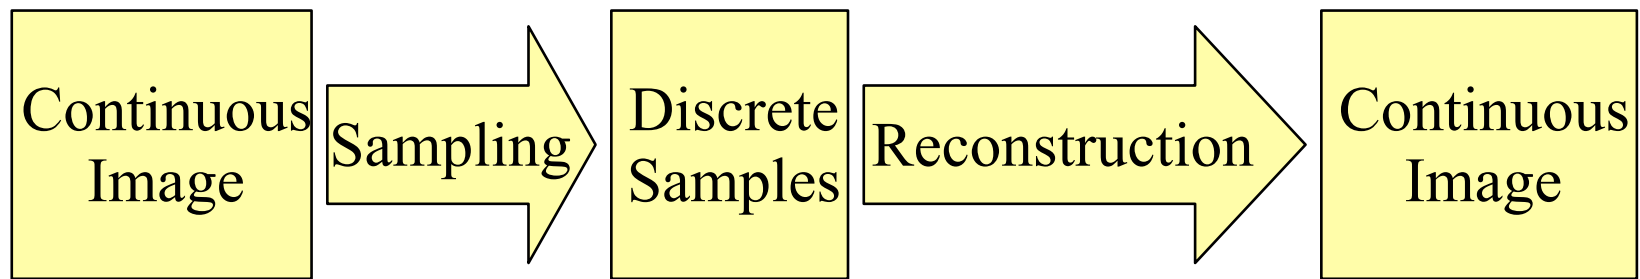 Continuous
Image
Sampling
Discrete
Samples
Reconstruction
Continuous
Image